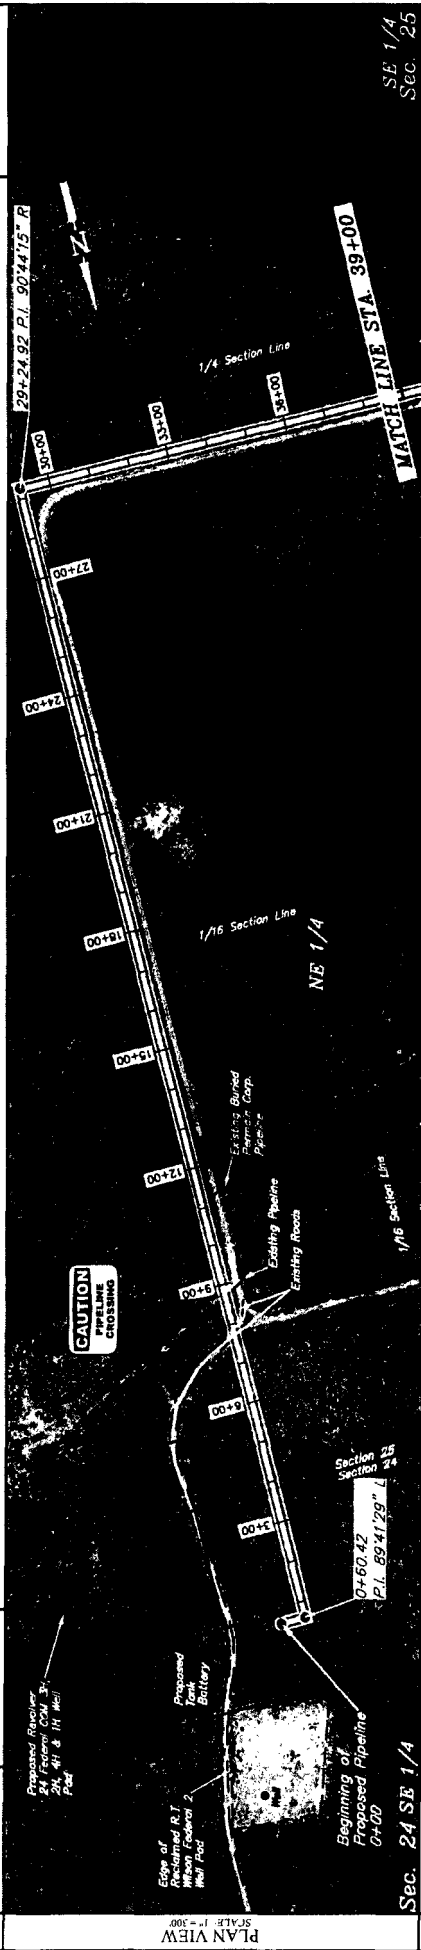 SE 1/4
Sec. 25
29+24.92 P.I. 90°44'15" R
N
MATCH LINE STA. 39+00
1/4 Section Line
36+00
33+00
30+00
27+00
24+00
21+00
18+00
1/16 Section Line
NE 1/4
15+00
12+00
Existing Buried
Permian Corp.
Pipeline
Existing Pipeline
Existing Roads
1/16 Section Line
9+00
CAUTION
PIPELINE
CROSSING
6+00
3+00
Section 25
Section 24
0+60.42
P.I. 89°41'29" L
Proposed Revolver
24 Federal COM 3H,
2H, 4H & 1H Well
Pad
Proposed
Tank
Battery
Edge of
Reclaimed R.T.
Wilson Federal 2
Well Pad
Well
Beginning of
Proposed Pipeline
0+00
Sec. 24 SE 1/4
PLAN VIEW
SCALE: 1" = 300'